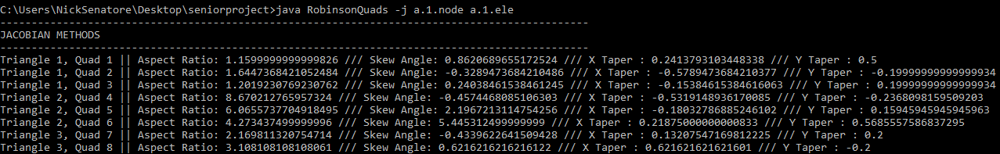 C:\Users\NickSenatore\Desktop\seniorproject>java RobinsonQuads -j a.1.node a.1.ele
----------------------------------------------------------------------------------------------
JACOBIAN METHODS
----------------------------------------------------------------------------------------------
Triangle 1, Quad 1 || Aspect Ratio: 1.1599999999999826 /// Skew Angle: 0.8620689655172524 /// X Taper : 0.2413793103448338 /// Y Taper : 0.5
Triangle 1, Quad 2 || Aspect Ratio: 1.6447368421052484 /// Skew Angle: -0.3289473684210486 /// X Taper : -0.5789473684210377 /// Y Taper : -0.19999999999999934
Triangle 1, Quad 3 || Aspect Ratio: 1.2019230769230762 /// Skew Angle: 0.24038461538461245 /// X Taper : -0.15384615384616063 /// Y Taper : 0.19999999999999934
Triangle 2, Quad 4 || Aspect Ratio: 8.670212765957324 /// Skew Angle: -0.4574468085106303 /// X Taper : -0.5319148936170085 /// Y Taper : -0.2368098159509203
Triangle 2, Quad 5 || Aspect Ratio: 6.0655737704918495 /// Skew Angle: 2.1967213114754256 /// X Taper : -0.18032786885246102 /// Y Taper : 0.15945945945945963
Triangle 2, Quad 6 || Aspect Ratio: 4.273437499999996 /// Skew Angle: 5.445312499999999 /// X Taper : 0.21875000000000833 /// Y Taper : 0.5685557586837295
Triangle 3, Quad 7 || Aspect Ratio: 2.169811320754714 /// Skew Angle: -0.4339622641509428 /// X Taper : 0.13207547169812225 /// Y Taper : 0.2
Triangle 3, Quad 8 || Aspect Ratio: 3.108108108108061 /// Skew Angle: 0.6216216216216122 /// X Taper : 0.621621621621601 /// Y Taper : -0.2